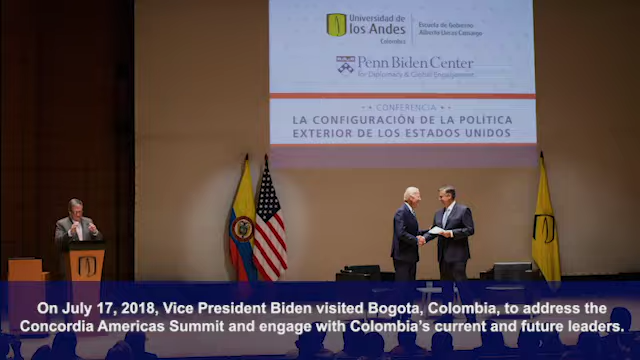 Universidad de
los Andes
Colombia
Escuela de Gobierno
Alberto Lleras Camargo
Penn Biden Center
for Diplomacy & Global Engagement
•• CONFERENCIA ••
LA CONFIGURACIÓN DE LA POLÍTICA
EXTERIOR DE LOS ESTADOS UNIDOS
On July 17, 2018, Vice President Biden visited Bogota, Colombia, to address the
Concordia Americas Summit and engage with Colombia's current and future leaders.